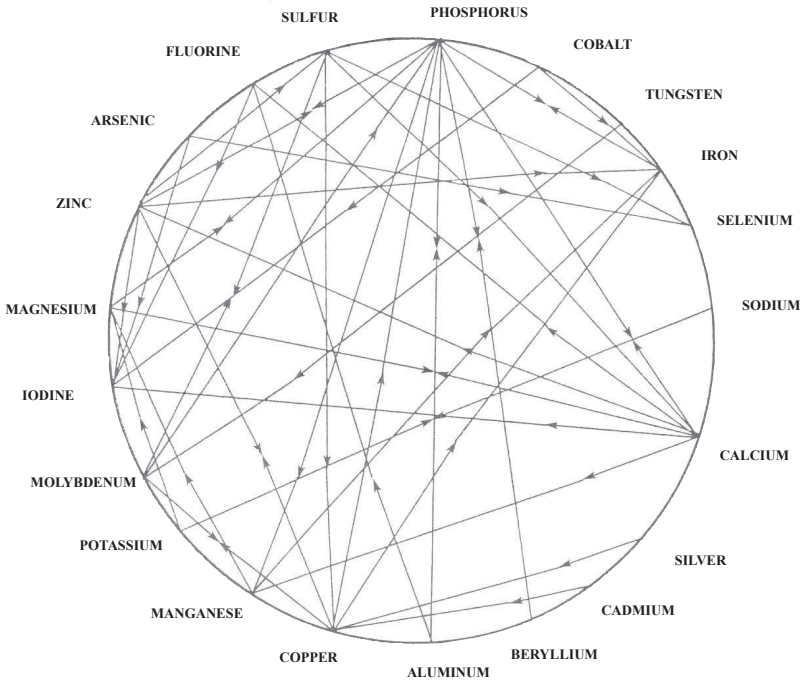 PHOSPHORUS
SULFUR
COBALT
FLUORINE
TUNGSTEN
ARSENIC
IRON
ZINC
SELENIUM
MAGNESIUM
SODIUM
IODINE
CALCIUM
MOLYBDENUM
POTASSIUM
SILVER
MANGANESE
CADMIUM
COPPER
BERYLLIUM
ALUMINUM